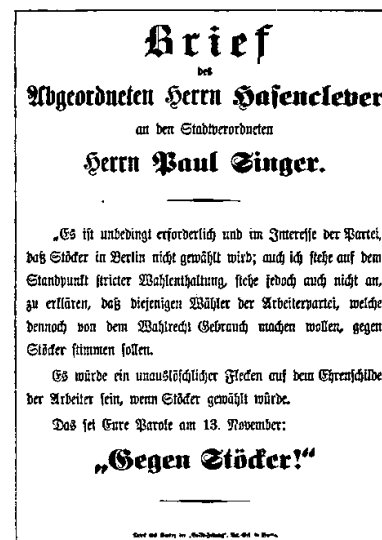 Brief
des
Abgeordneten Herrn Hasenclever
an den Stadtverordneten
Herrn Paul Singer.
„Es ist unbedingt erforderlich und im Interesse der Partei,
daß Stöcker in Berlin nicht gewählt wird; auch ich stehe auf dem
Standpunkt stricter Wahlenthaltung, stehe jedoch auch nicht an,
zu erklären, daß diejenigen Wähler der Arbeiterpartei, welche
dennoch von dem Wahlrecht Gebrauch machen wollen, gegen
Stöcker stimmen sollen.
Es würde ein unauslöschlicher Flecken auf dem Ehrenschilde
der Arbeiter sein, wenn Stöcker gewählt würde.
Das sei Eure Parole am 13. November:
„Gegen Stöcker!“
Druck und Verlag der